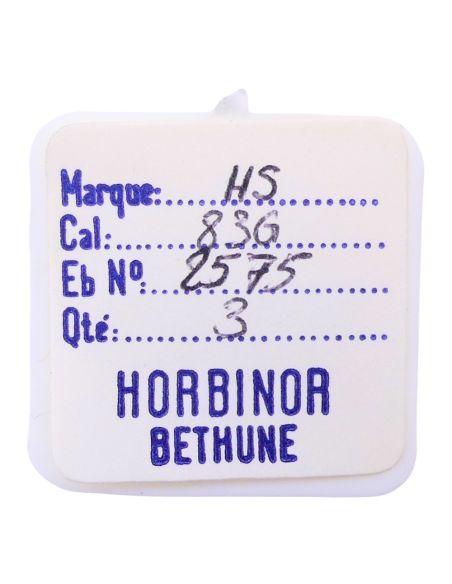 Marque: HS
Cal: 836
Eb Nº: 2575
Qté: 3
HORBINOR
BETHUNE